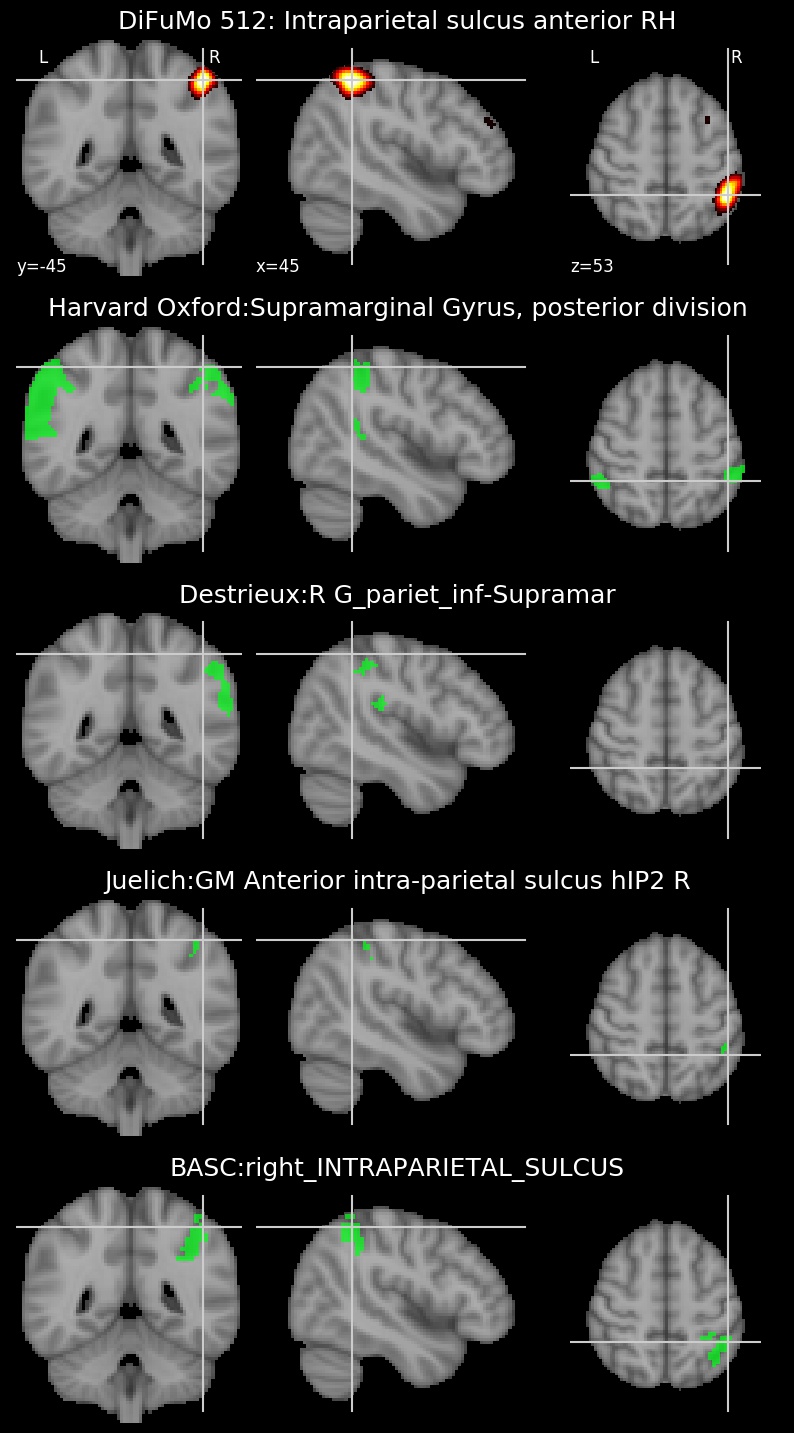 DiFuMo 512: Intraparietal sulcus anterior RH
L R L R
y=-45 x=45 z=53
Harvard Oxford:Supramarginal Gyrus, posterior division
Destrieux:R G_pariet_inf-Supramar
Juelich:GM Anterior intra-parietal sulcus hIP2 R
BASC:right_INTRAPARIETAL_SULCUS